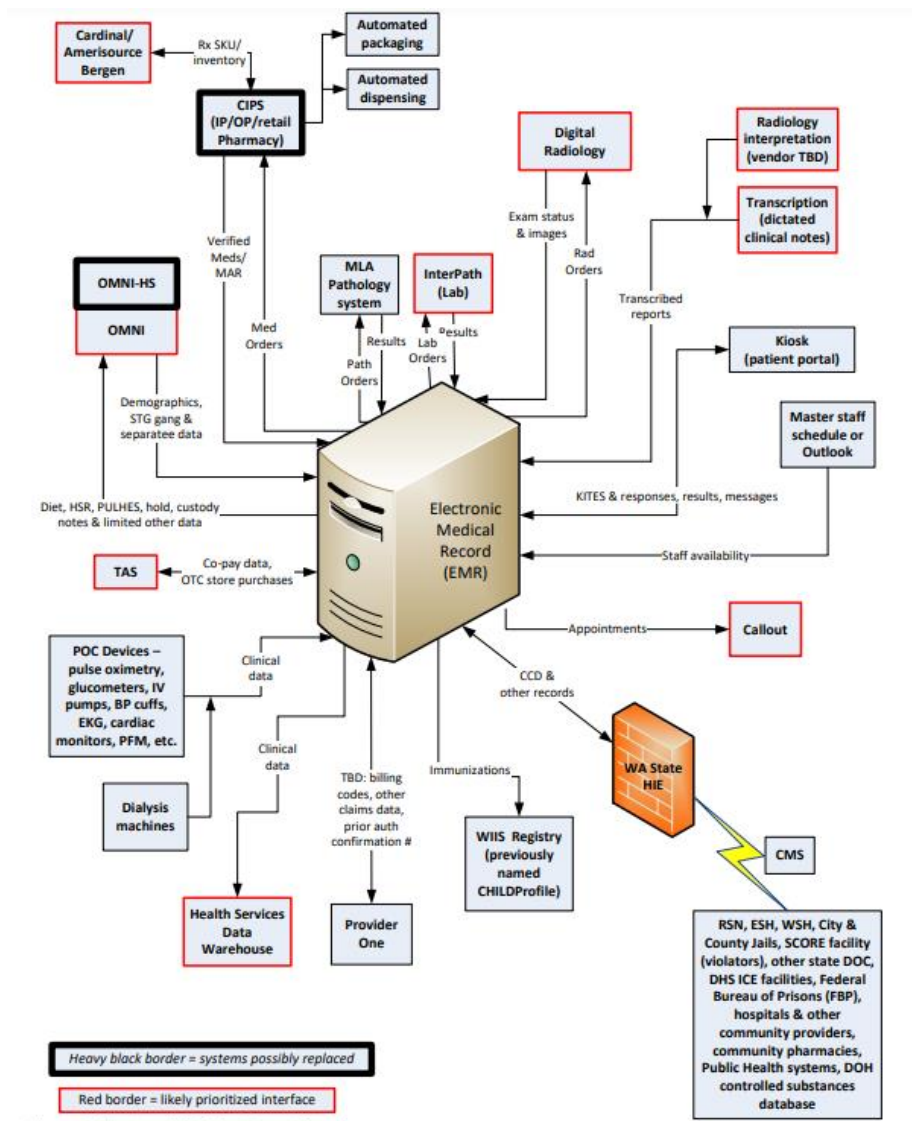 Cardinal/
Amerisource
Bergen
Rx SKU/
inventory
Automated
packaging
Automated
dispensing
CIPS
(IP/OP/retail
Pharmacy)
Digital
Radiology
Radiology
interpretation
(vendor TBD)
Transcription
(dictated
clinical notes)
Exam status
& images
Rad
Orders
Transcribed
reports
Verified
Meds/
MAR
Med
Orders
MLA
Pathology
system
Results
Path
Orders
InterPath
(Lab)
Results
Lab
Orders
OMNI-HS
OMNI
Demographics,
STG gang &
separatee data
Diet, HSR, PULHES, hold, custody
notes & limited other data
Kiosk
(patient portal)
Master staff
schedule or
Outlook
KITES & responses, results, messages
Staff availability
Electronic
Medical
Record
(EMR)
TAS
Co-pay data,
OTC store purchases
Appointments
Callout
POC Devices –
pulse oximetry,
glucometers, IV
pumps, BP cuffs,
EKG, cardiac
monitors, PFM, etc.
Clinical
data
Dialysis
machines
Clinical
data
TBD: billing
codes, other
claims data,
prior auth
confirmation #
Immunizations
CCD &
other records
WA State
HIE
CMS
Health Services
Data
Warehouse
Provider
One
WIIS Registry
(previously
named
CHILDProfile)
RSN, ESH, WSH, City &
County Jails, SCORE facility
(violators), other state DOC,
DHS ICE facilities, Federal
Bureau of Prisons (FBP),
hospitals & other
community providers,
community pharmacies,
Public Health systems, DOH
controlled substances
database
Heavy black border = systems possibly replaced
Red border = likely prioritized interface